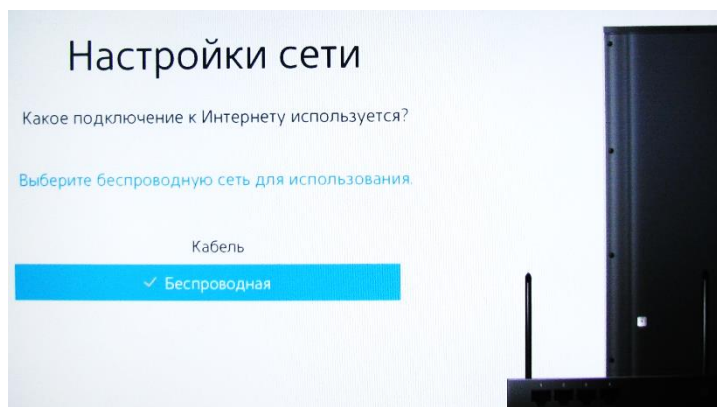 Настройки сети
Какое подключение к Интернету используется?
Выберите беспроводную сеть для использования.
Кабель
✓ Беспроводная